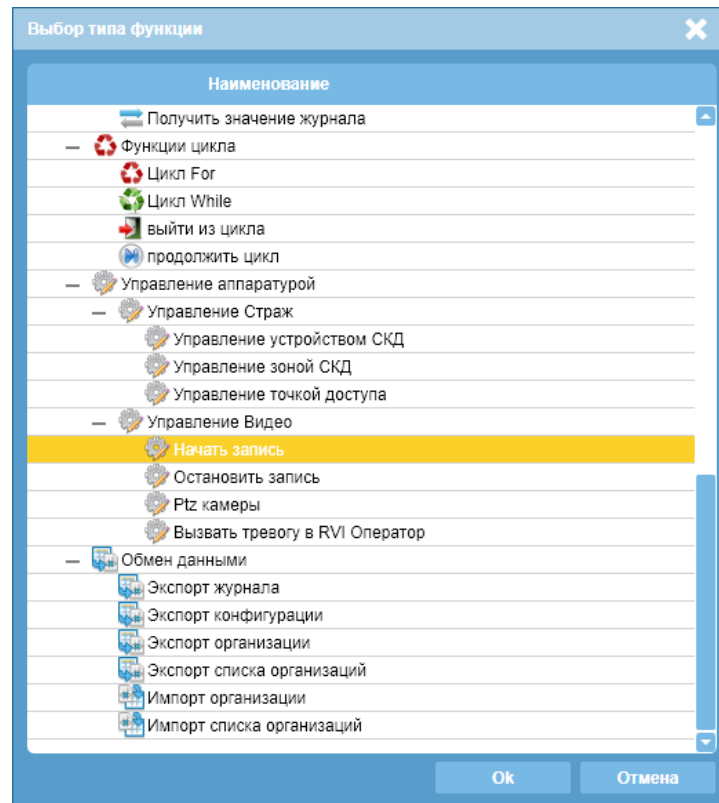 Выбор типа функции
Наименование
Получить значение журнала
Функции цикла
Цикл For
Цикл While
выйти из цикла
продолжить цикл
Управление аппаратурой
Управление Страж
Управление устройством СКД
Управление зоной СКД
Управление точкой доступа
Управление Видео
Начать запись
Остановить запись
Ptz камеры
Вызвать тревогу в RVI Оператор
Обмен данными
Экспорт журнала
Экспорт конфигурации
Экспорт организации
Экспорт списка организаций
Импорт организации
Импорт списка организаций
Ok Отмена